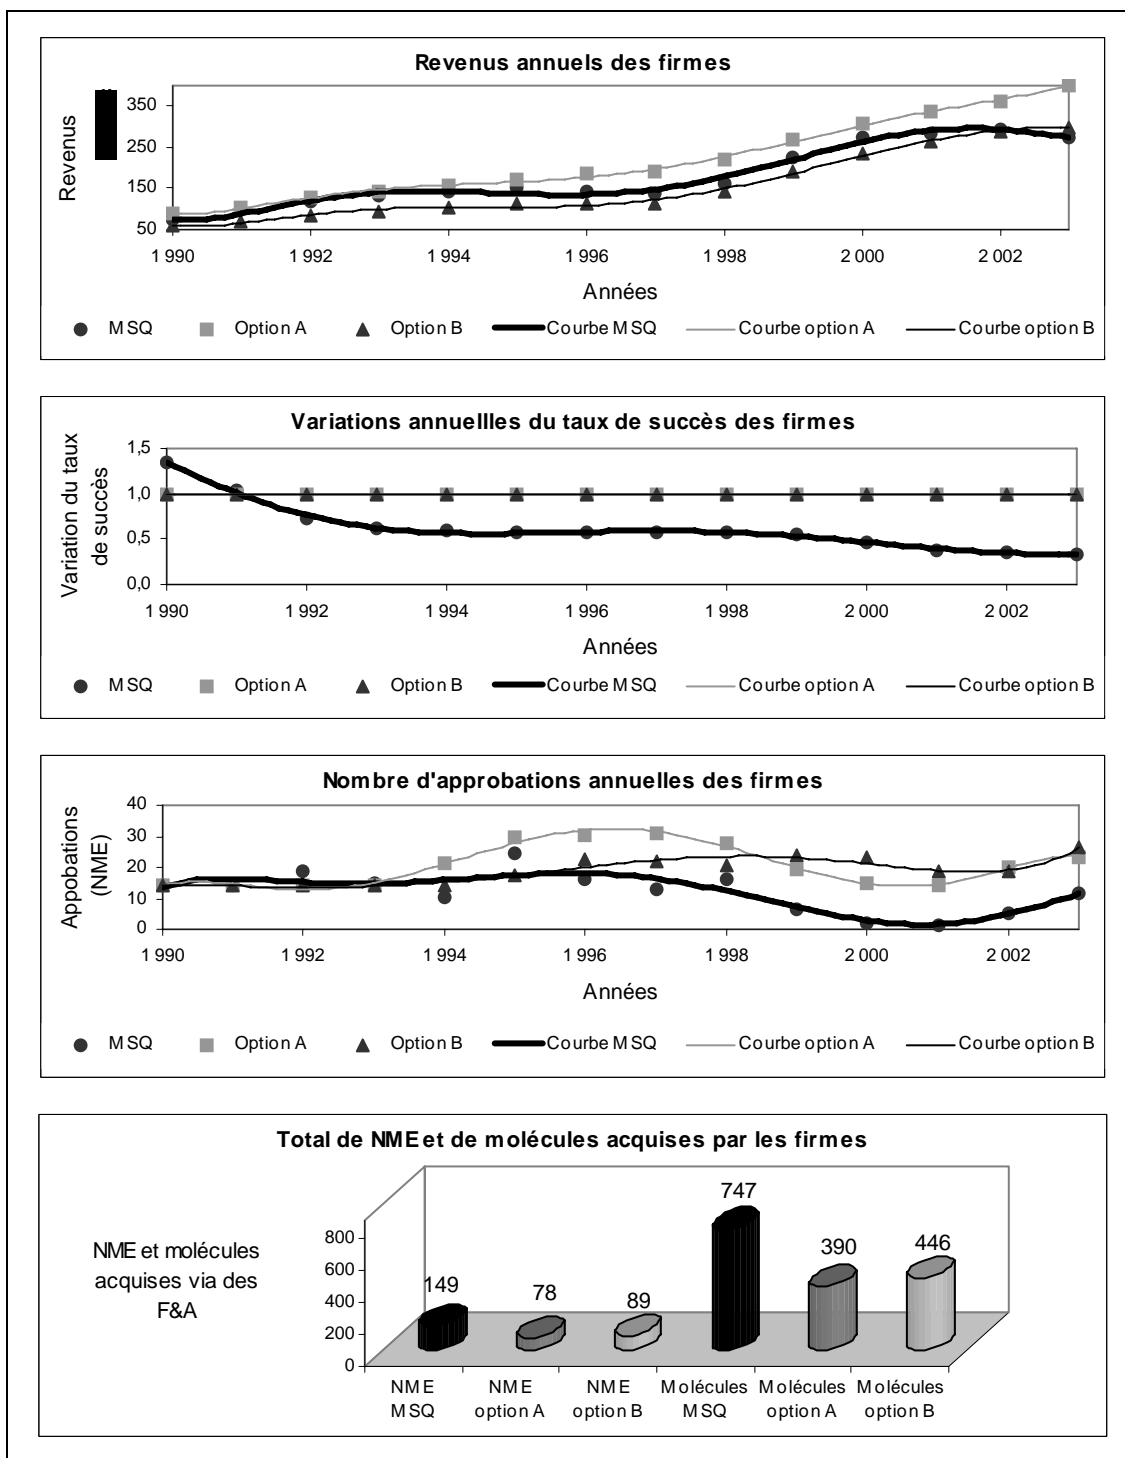 Revenus annuels des firmes
Revenus
350
250
150
50
1 990 1 992 1 994 1 996 1 998 2 000 2 002
Années
MSQ Option A Option B Courbe MSQ Courbe option A Courbe option B
Variations annuellles du taux de succès des firmes
Variation du taux
de succès
1,5
1,0
0,5
0,0
1 990 1 992 1 994 1 996 1 998 2 000 2 002
Années
MSQ Option A Option B Courbe MSQ Courbe option A Courbe option B
Nombre d'approbations annuelles des firmes
Appobations
(NME)
40
30
20
10
0
1 990 1 992 1 994 1 996 1 998 2 000 2 002
Années
MSQ Option A Option B Courbe MSQ Courbe option A Courbe option B
Total de NME et de molécules acquises par les firmes
NME et molécules
acquises via des
F&A
800
600
400
200
0
149 78 89 747 390 446
NME NME NME Molécules Molécules Molécules
MSQ option A option B MSQ option A option B